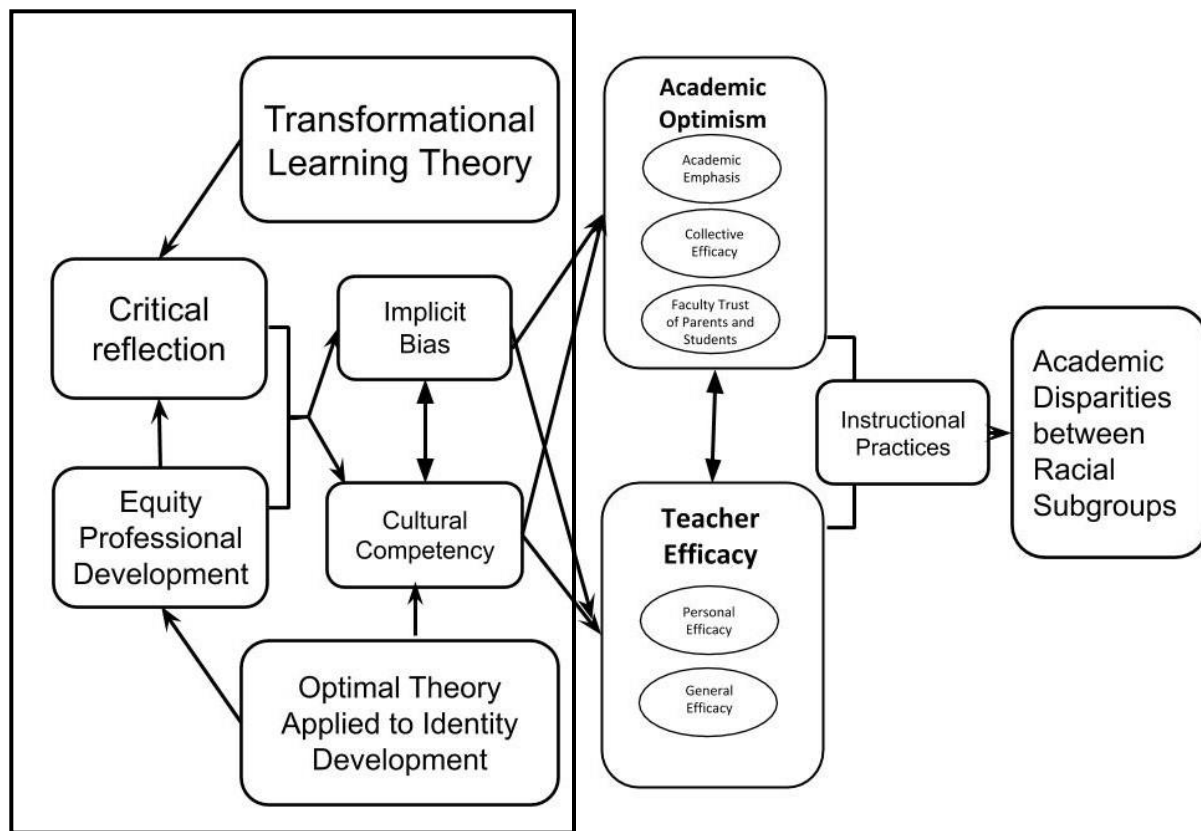 Transformational
Learning Theory
Critical
reflection
Equity
Professional
Development
Implicit
Bias
Cultural
Competency
Optimal Theory
Applied to Identity
Development
Academic
Optimism
Academic
Emphasis
Collective
Efficacy
Faculty Trust
of Parents and
Students
Teacher
Efficacy
Personal
Efficacy
General
Efficacy
Instructional
Practices
Academic
Disparities
between
Racial
Subgroups